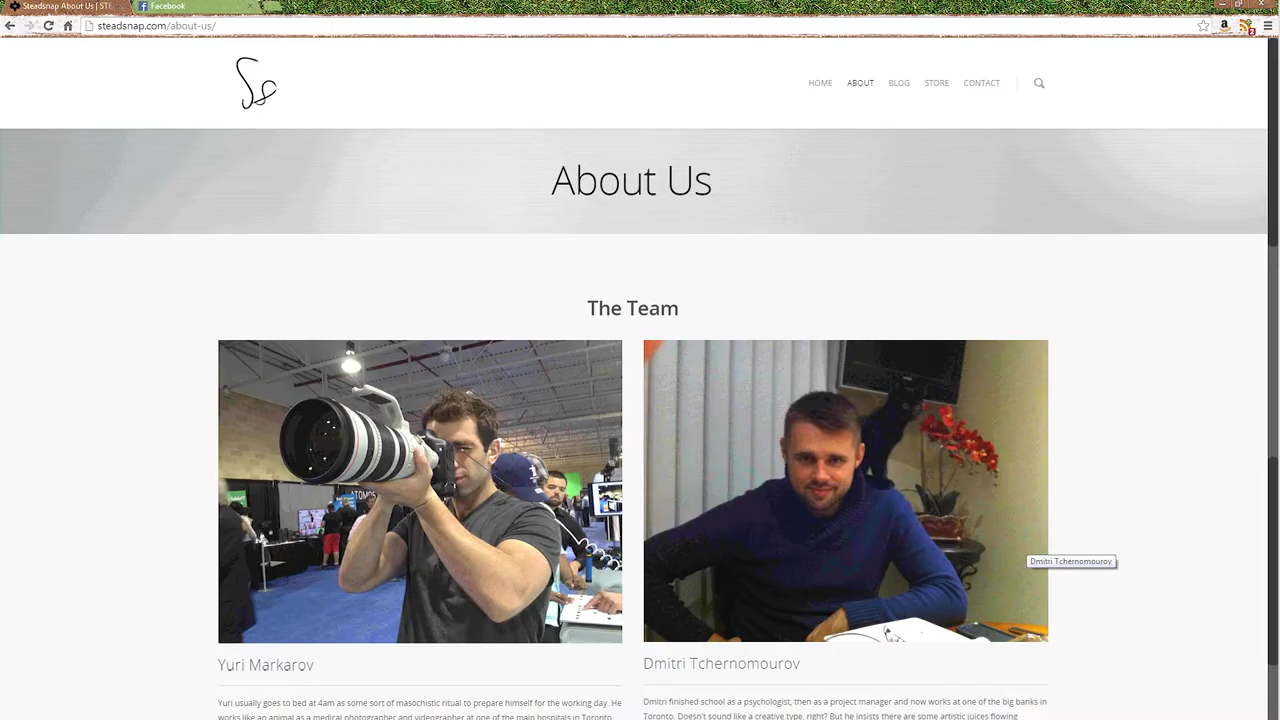 Steadsnap About Us | STE
Facebook
steadsnap.com/about-us/
2
Ss
HOME ABOUT BLOG STORE CONTACT
About Us
The Team
ATOMOS
Dmitri Tchernomourov
Yuri Markarov
Yuri usually goes to bed at 4am as some sort of masochistic ritual to prepare himself for the working day. He
works like an animal as a medical photographer and videographer at one of the main hospitals in Toronto.
Dmitri Tchernomourov
Dmitri finished school as a psychologist, then as a project manager and now works at one of the big banks in
Toronto. Doesn't sound like a creative type, right? But he insists there are some artistic juices flowing